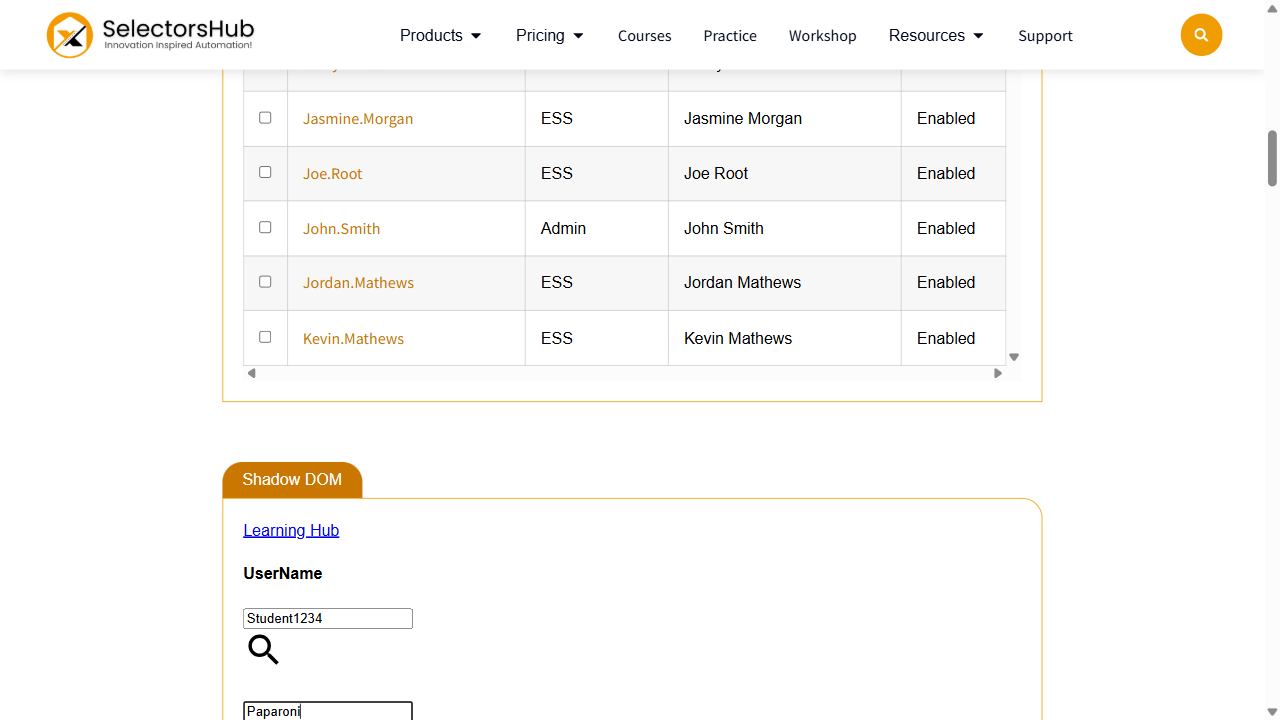 SelectorsHub
Innovation Inspired Automation!
Products Pricing Courses Practice Workshop Resources Support
Jasmine.Morgan ESS Jasmine Morgan Enabled
Joe.Root ESS Joe Root Enabled
John.Smith Admin John Smith Enabled
Jordan.Mathews ESS Jordan Mathews Enabled
Kevin.Mathews ESS Kevin Mathews Enabled
Shadow DOM
Learning Hub
UserName
Student1234
Paparoni